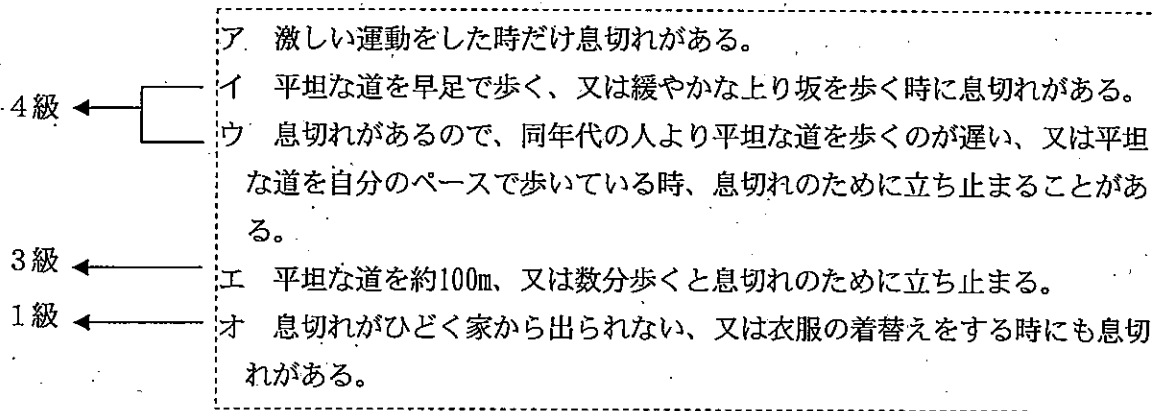 ア 激しい運動をした時だけ息切れがある。
4級
イ 平坦な道を早足で歩く、又は緩やかな上り坂を歩く時に息切れがある。
ウ 息切れがあるので、同年代の人より平坦な道を歩くのが遅い、又は平坦
な道を自分のペースで歩いている時、息切れのために立ち止まることがあ
る。
3級
エ 平坦な道を約100m、又は数分歩くと息切れのために立ち止まる。
1級
オ 息切れがひどく家から出られない、又は衣服の着替えをする時にも息切
れがある。